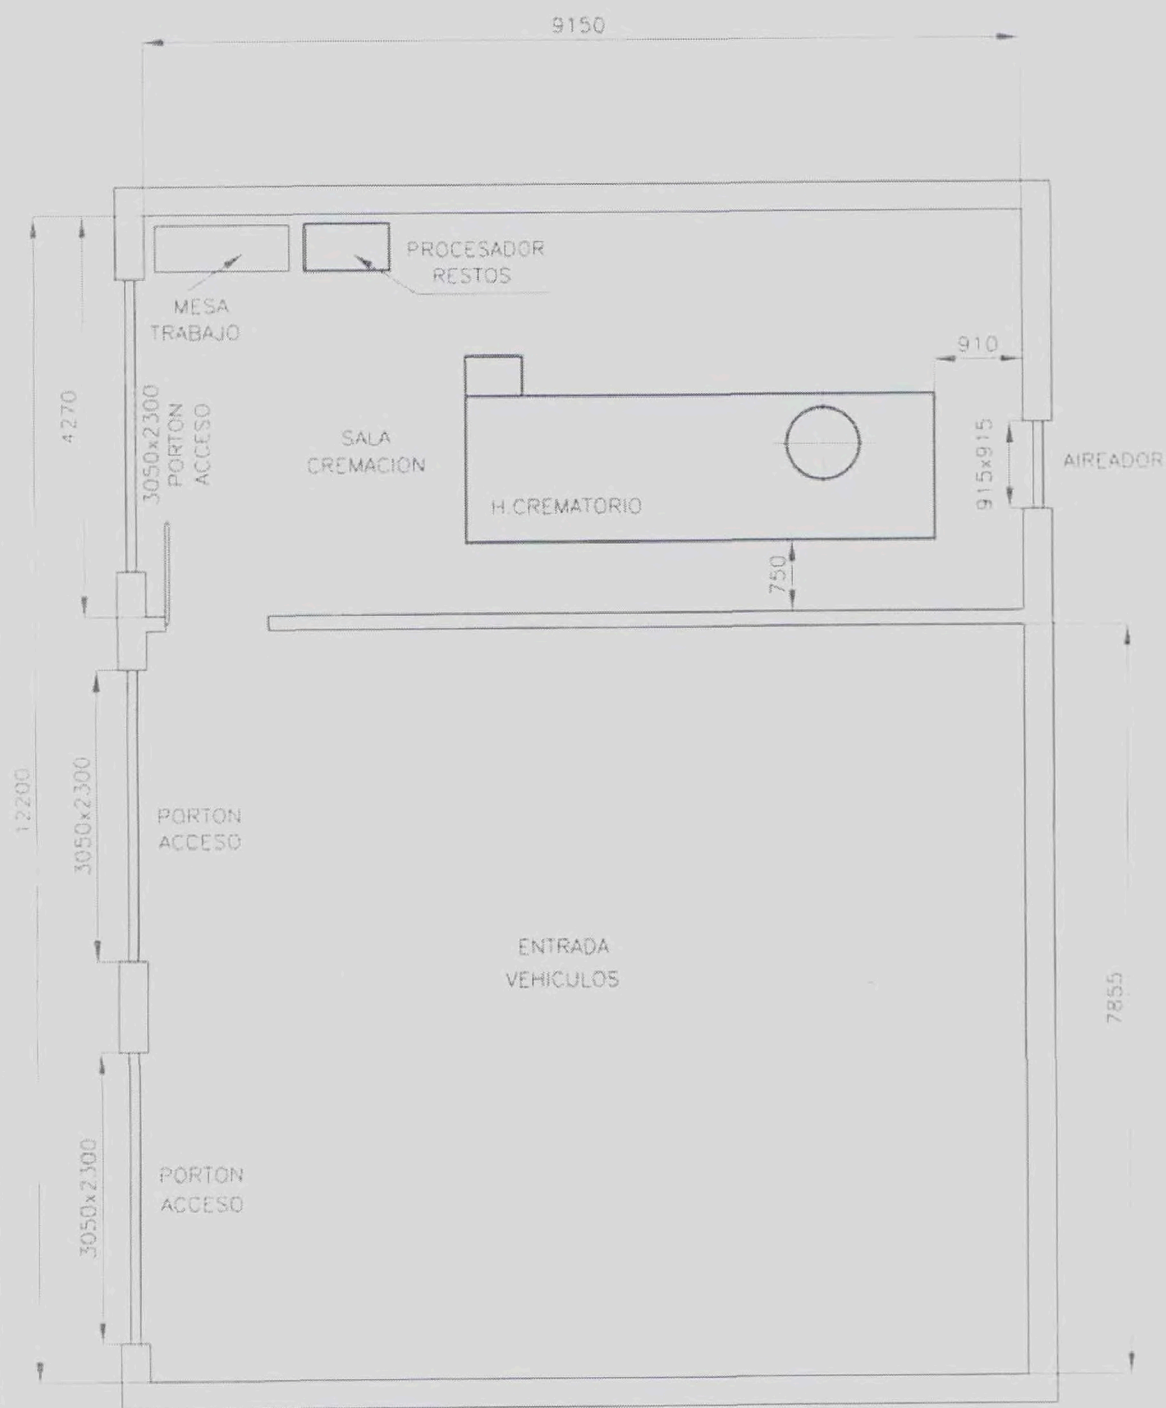 9150
PROCESADOR
RESTOS
MESA
TRABAJO
910
4270
3050x2300
PORTON
ACCESO
SALA
CREMACION
915x915
AIREADOR
H.CREMATORIO
750
12200
3050x2300
PORTON
ACCESO
ENTRADA
VEHICULOS
7855
3050x2300
PORTON
ACCESO